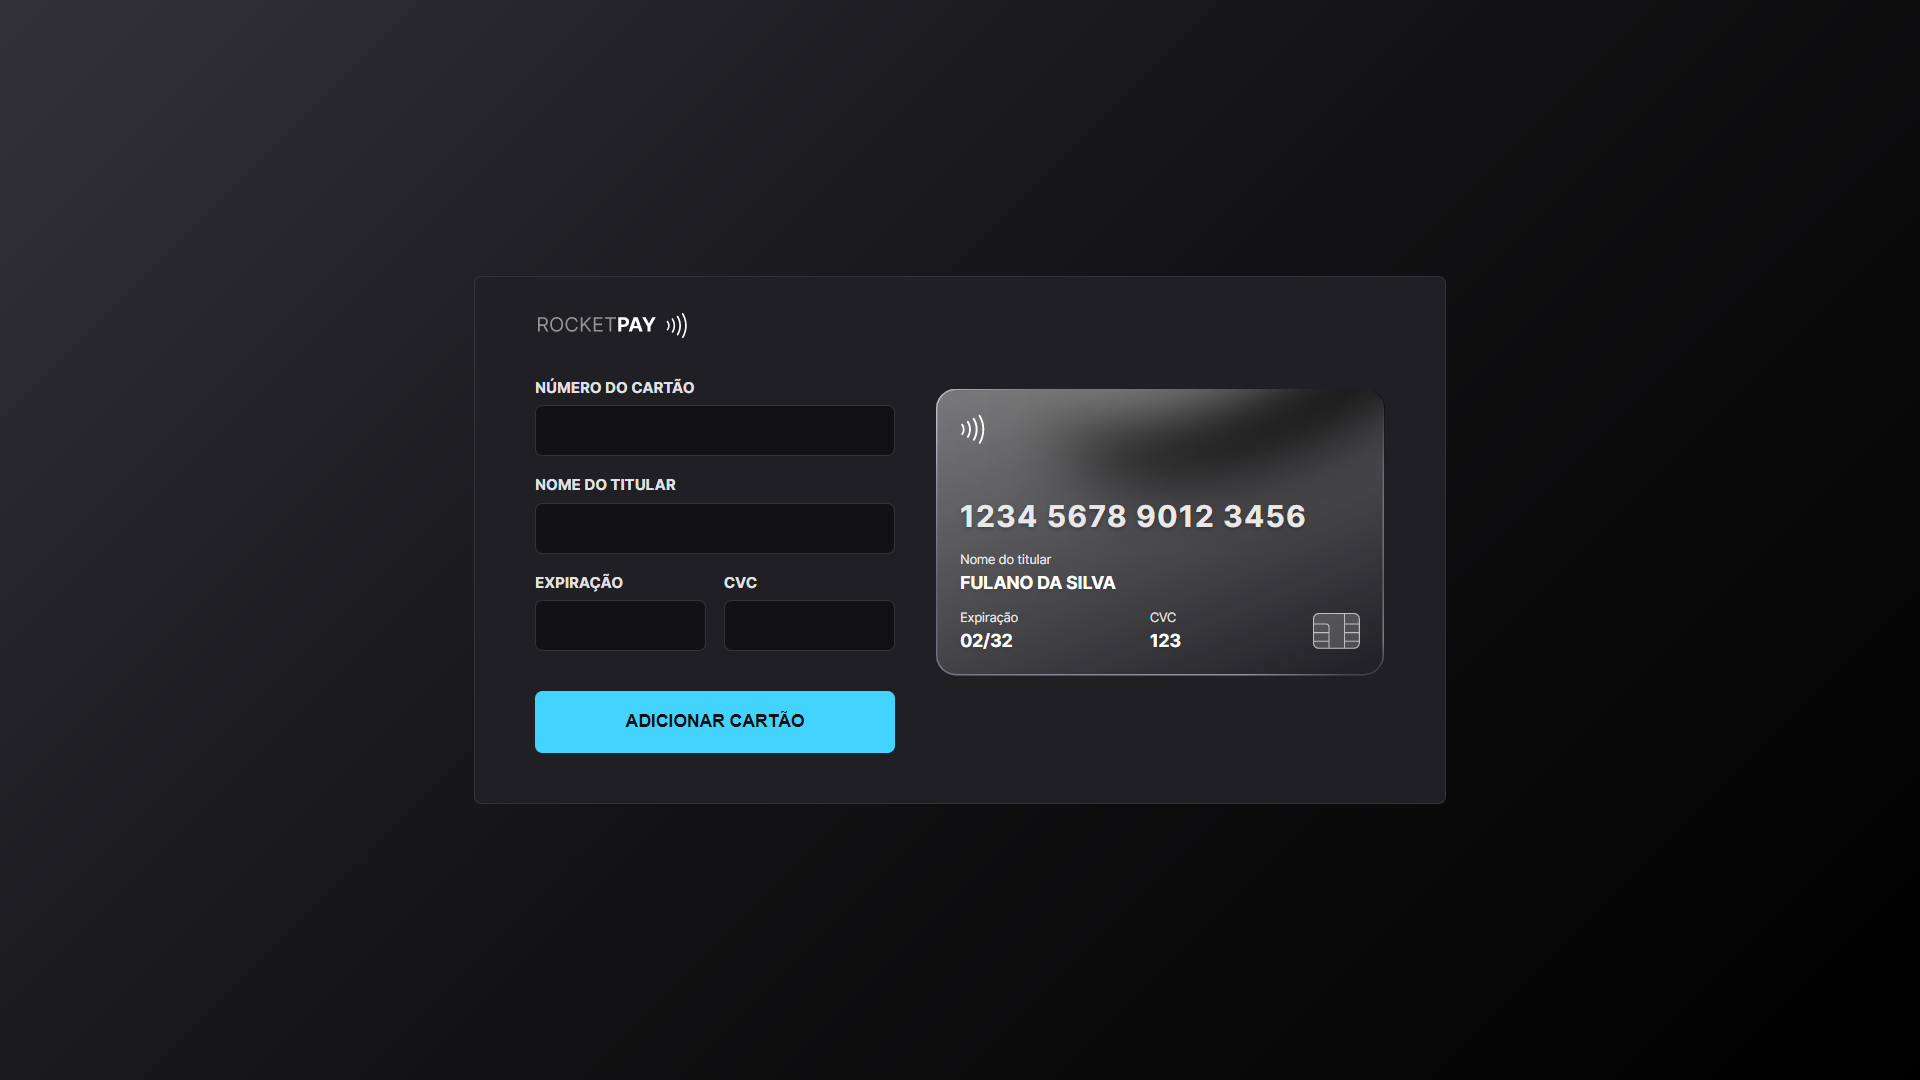 ROCKETPAY
NÚMERO DO CARTÃO
NOME DO TITULAR
EXPIRAÇÃO CVC
ADICIONAR CARTÃO
1234 5678 9012 3456
Nome do titular
FULANO DA SILVA
Expiração CVC
02/32 123